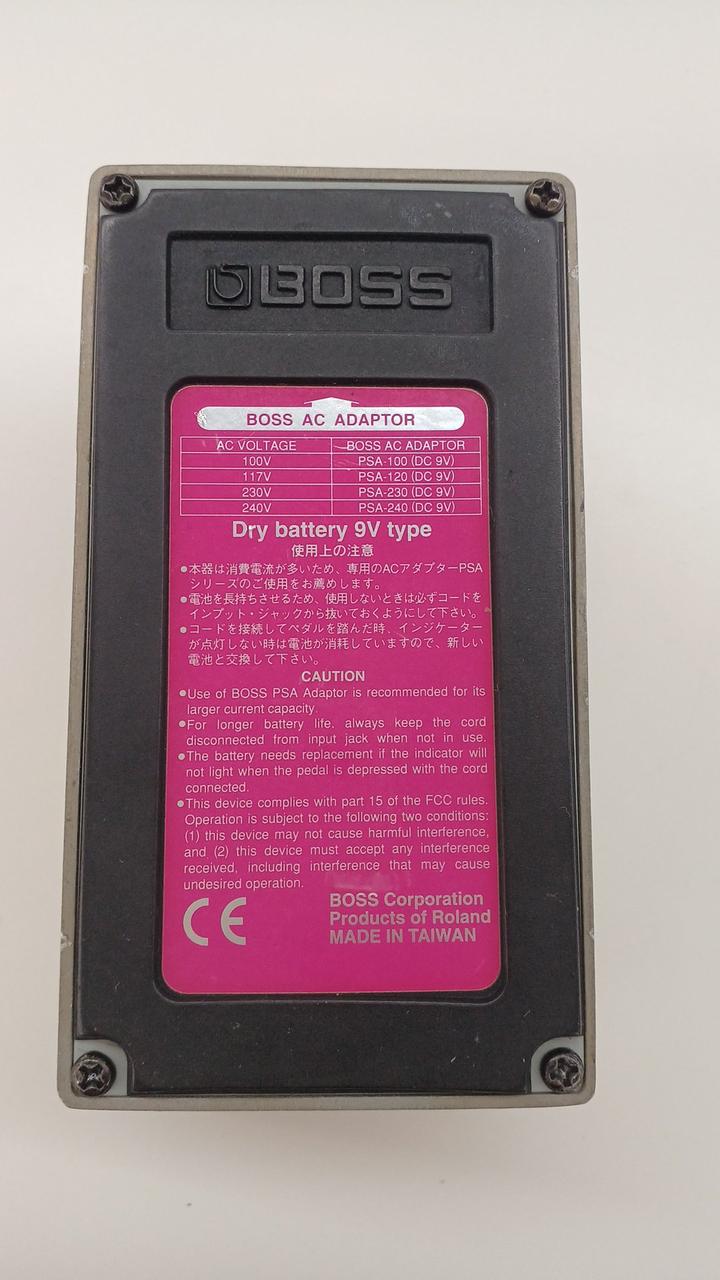 BOSS
BOSS AC ADAPTOR
AC VOLTAGE BOSS AC ADAPTOR
100V PSA-100 (DC 9V)
117V PSA-120 (DC 9V)
230V PSA-230 (DC 9V)
240V PSA-240 (DC 9V)
Dry battery 9V type
使用上の注意
●本器は消費電流が多いため、専用のACアダプターPSA
シリーズのご使用をお薦めします。
●電池を長持ちさせるため、使用しないときは必ずコードを
インプット・ジャックから抜いておくようにして下さい。
●コードを接続してペダルを踏んだ時、インジケーター
が点灯しない時は電池が消耗していますので、新しい
電池と交換して下さい。
CAUTION
●Use of BOSS PSA Adaptor is recommended for its
larger current capacity.
●For longer battery life, always keep the cord
disconnected from input jack when not in use.
●The battery needs replacement if the indicator will
not light when the pedal is depressed with the cord
connected.
●This device complies with part 15 of the FCC rules.
Operation is subject to the following two conditions:
(1) this device may not cause harmful interference,
and (2) this device must accept any interference
received, including interference that may cause
undesired operation.
CE
BOSS Corporation
Products of Roland
MADE IN TAIWAN